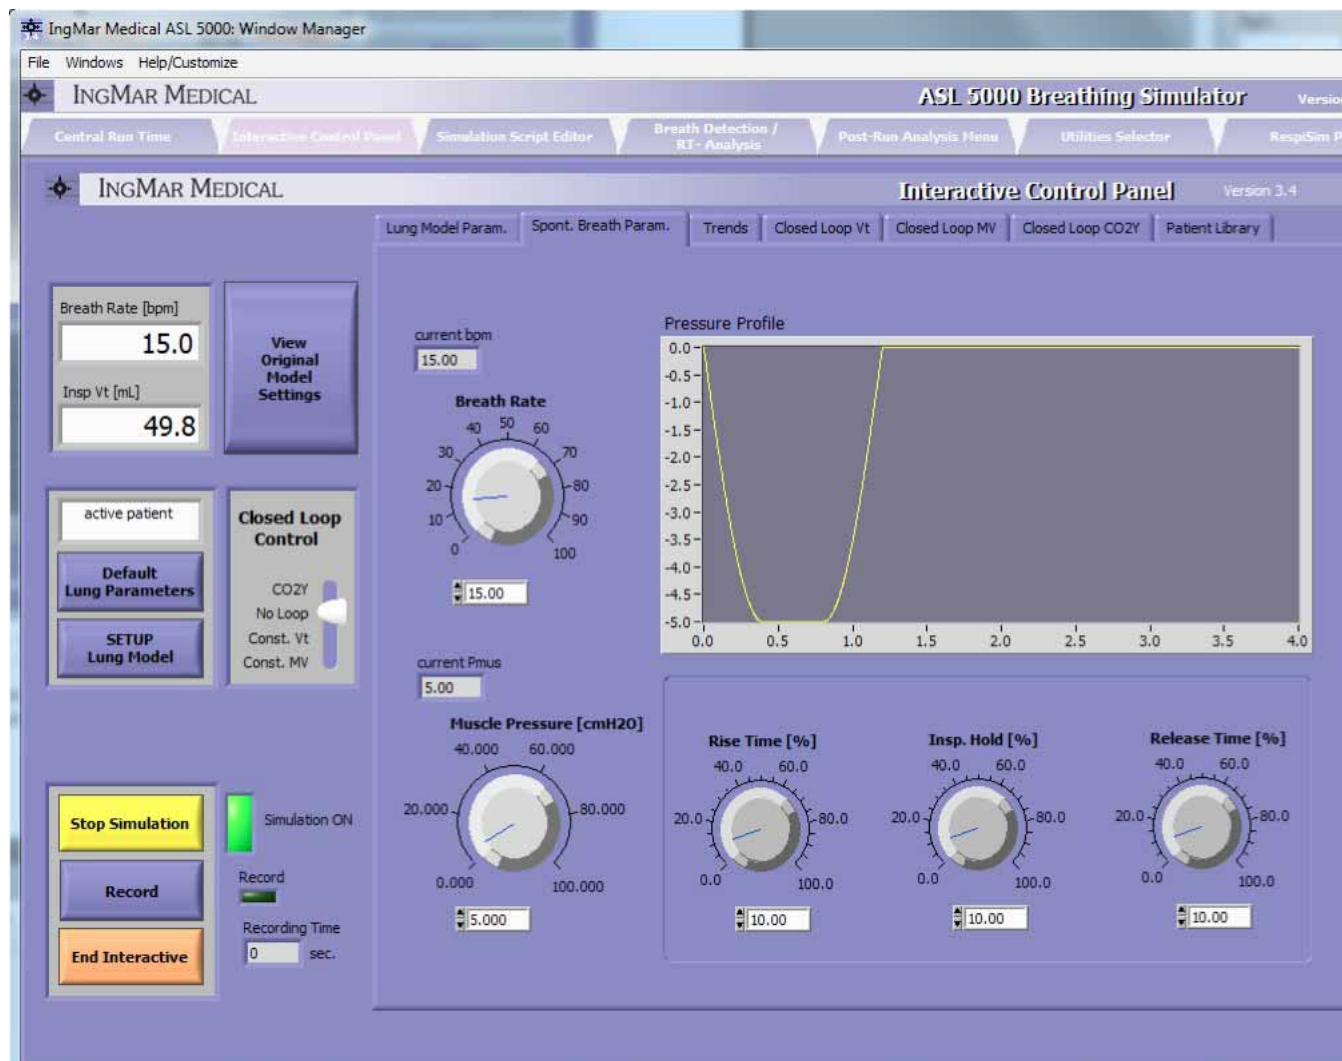 IngMar Medical ASL 5000: Window Manager
File Windows Help/Customize
INGMAR MEDICAL
ASL 5000 Breathing Simulator
Central Run Time
Interactive Control Panel
Simulation Script Editor
Breath Detection /
RT- Analysis
Post-Run Analysis Menu
Utilities Selector
RespiSim P
INGMAR MEDICAL
Interactive Control Panel
Version 3.4
Lung Model Param.
Spont. Breath Param.
Trends
Closed Loop Vt
Closed Loop MV
Closed Loop CO2Y
Patient Library
Breath Rate [bpm]
15.0
Insp Vt [mL]
49.8
View
Original
Model
Settings
active patient
Default
Lung Parameters
SETUP
Lung Model
Closed Loop
Control
CO2Y
No Loop
Const. Vt
Const. MV
Stop Simulation
Record
End Interactive
Simulation ON
Record
Recording Time
0 sec.
current bpm
15.00
Breath Rate
0 10 20 30 40 50 60 70 80 90 100
15.00
current Pmus
5.00
Muscle Pressure [cmH2O]
0.000 20.000 40.000 60.000 80.000 100.000
5.000
Pressure Profile
0.0
-0.5
-1.0
-1.5
-2.0
-2.5
-3.0
-3.5
-4.0
-4.5
-5.0
0.0 0.5 1.0 1.5 2.0 2.5 3.0 3.5 4.0
Rise Time [%]
0.0 20.0 40.0 60.0 80.0 100.0
10.00
Insp. Hold [%]
0.0 20.0 40.0 60.0 80.0 100.0
10.00
Release Time [%]
0.0 20.0 40.0 60.0 80.0 100.0
10.00